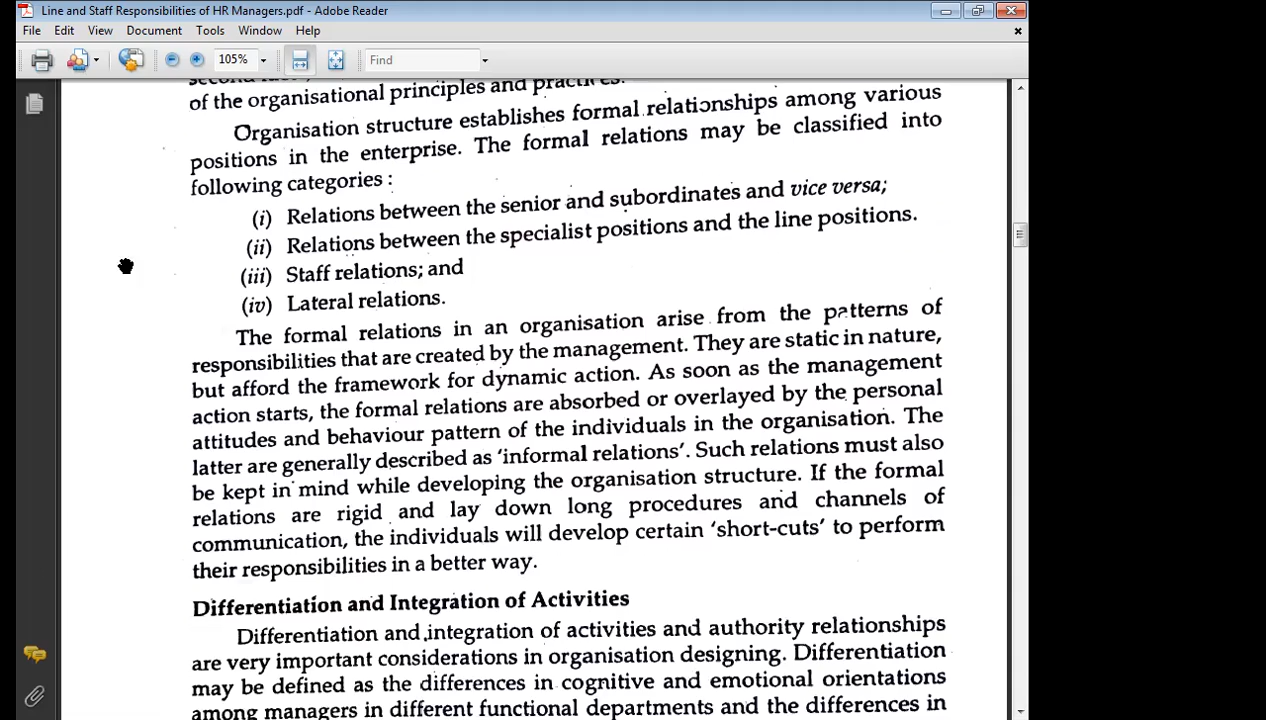 Line and Staff Responsibilities of HR Managers.pdf - Adobe Reader
File Edit View Document Tools Window Help
105% Find
of the organisational principles and practices.
Organisation structure establishes formal relationships among various
positions in the enterprise. The formal relations may be classified into
following categories :
(i) Relations between the senior and subordinates and vice versa;
(ii) Relations between the specialist positions and the line positions.
(iii) Staff relations; and
(iv) Lateral relations.
The formal relations in an organisation arise from the patterns of
responsibilities that are created by the management. They are static in nature,
but afford the framework for dynamic action. As soon as the management
action starts, the formal relations are absorbed or overlayed by the personal
attitudes and behaviour pattern of the individuals in the organisation. The
latter are generally described as 'informal relations'. Such relations must also
be kept in mind while developing the organisation structure. If the formal
relations are rigid and lay down long procedures and channels of
communication, the individuals will develop certain 'short-cuts' to perform
their responsibilities in a better way.
Differentiation and Integration of Activities
Differentiation and integration of activities and authority relationships
are very important considerations in organisation designing. Differentiation
may be defined as the differences in cognitive and emotional orientations
among managers in different functional departments and the differences in